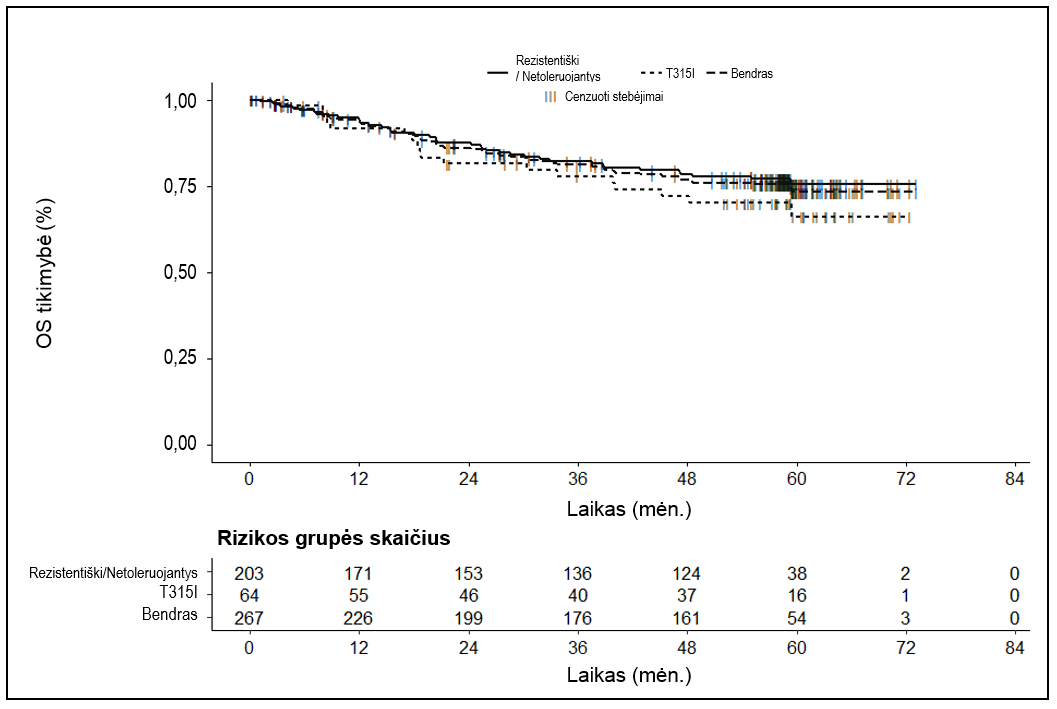 Rezistentiški
/ Netoleruojantys
T315I
Bendras
Cenzuoti stebėjimai
OS tikimybė (%)
1,00
0,75
0,50
0,25
0,00
0 12 24 36 48 60 72 84
Laikas (mėn.)
Rizikos grupės skaičius
Rezistentiški/Netoleruojantys 203 171 153 136 124 38 2 0
T315I 64 55 46 40 37 16 1 0
Bendras 267 226 199 176 161 54 3 0
0 12 24 36 48 60 72 84
Laikas (mėn.)